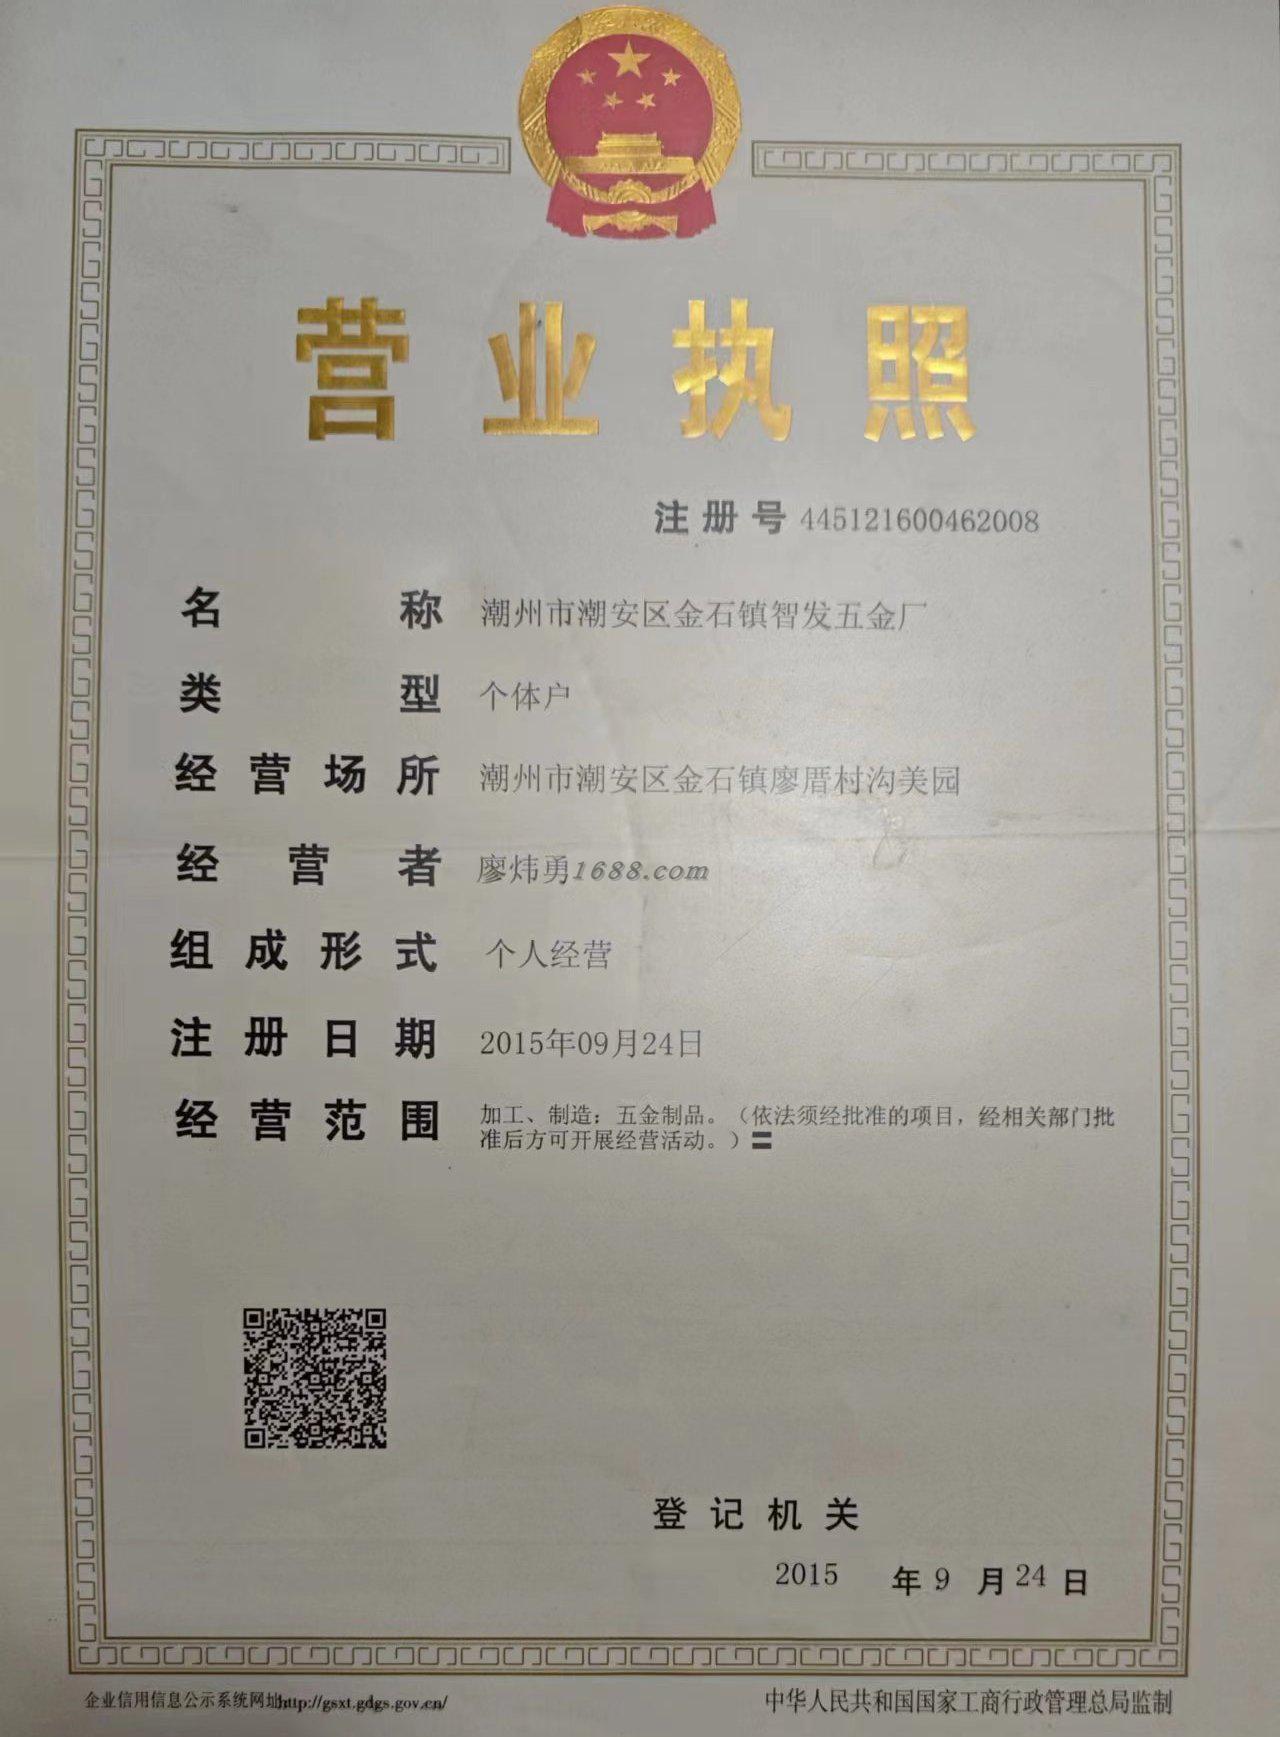 营业执照
注册号 445121600462008
名称 潮州市潮安区金石镇智发五金厂
类型 个体户
经营场所 潮州市潮安区金石镇廖厝村沟美园
经营者 廖炜勇1688.com
组成形式 个人经营
注册日期 2015年09月24日
经营范围 加工、制造：五金制品。（依法须经批准的项目，经相关部门批
准后方可开展经营活动。）〓
登记机关
2015 年 9 月 24 日
企业信用信息公示系统网址http://gsxt.gdgs.gov.cn/
中华人民共和国国家工商行政管理总局监制